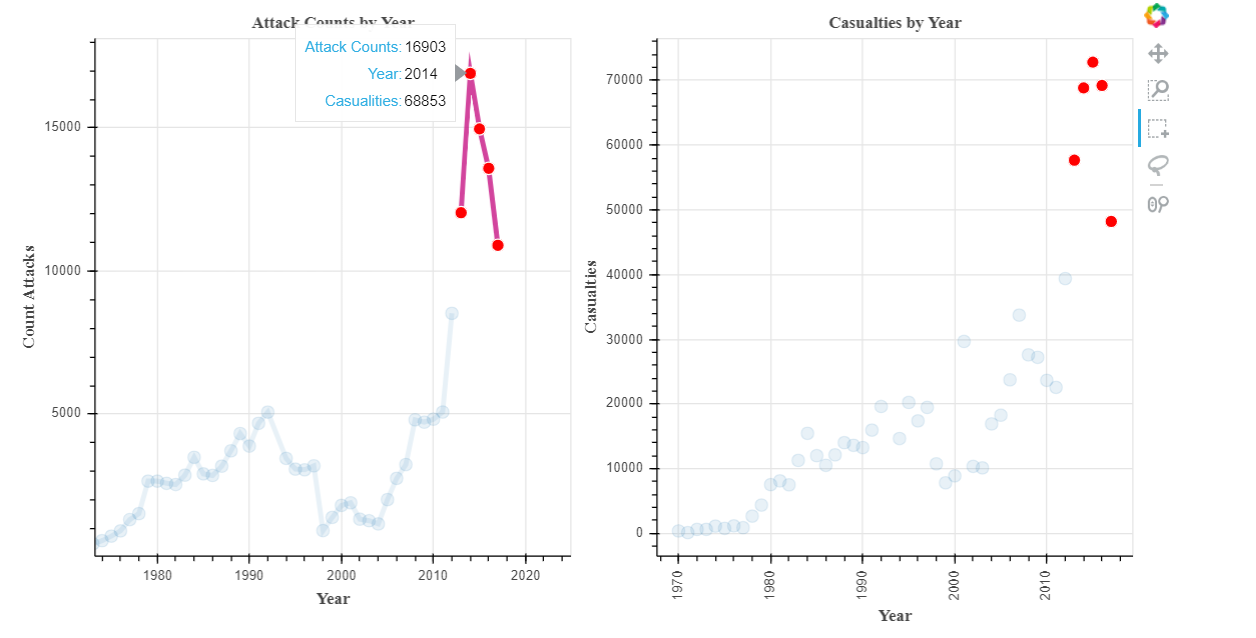 Attack Counts by Year
Attack Counts: 16903
Year: 2014
Casualities: 68853
15000
10000
5000
Count Attacks
1980
1990
2000
2010
2020
Year
Casualties by Year
70000
60000
50000
40000
30000
20000
10000
0
Casualties
1970
1980
1990
2000
2010
Year